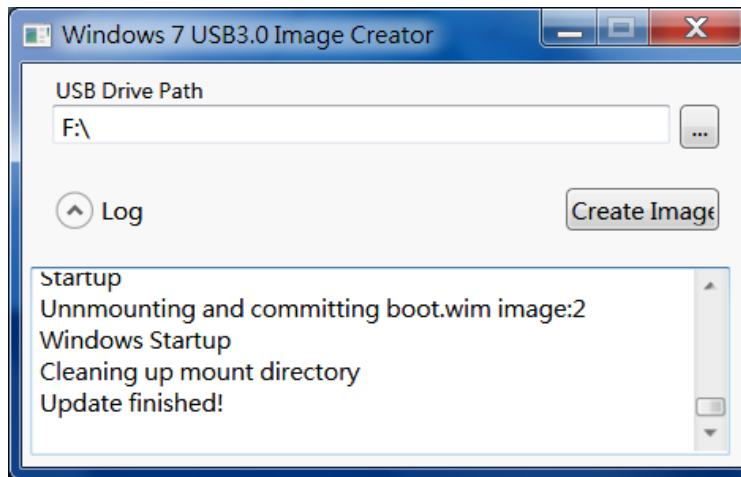 Windows 7 USB3.0 Image Creator
USB Drive Path
F:\
...
Log
Create Image
Startup
Unnmounting and committing boot.wim image:2
Windows Startup
Cleaning up mount directory
Update finished!